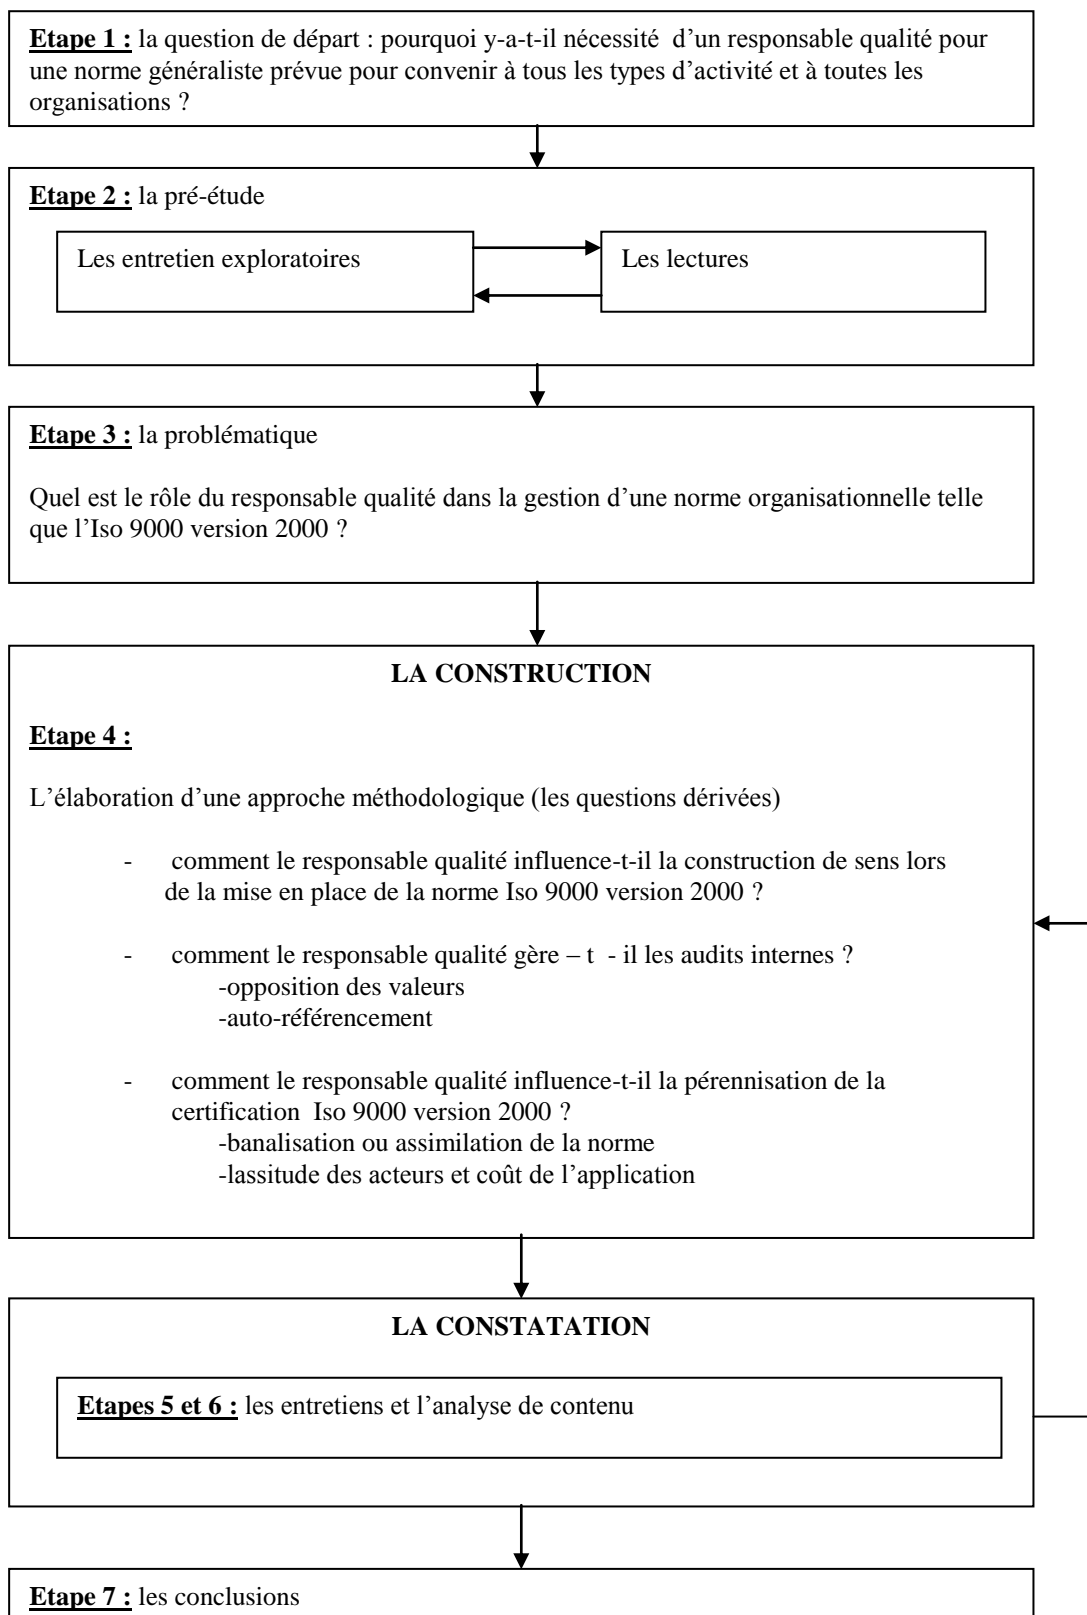 Etape 1 : la question de départ : pourquoi y-a-t-il nécessité  d’un responsable qualité pour
une norme généraliste prévue pour convenir à tous les types d’activité et à toutes les
organisations ?
Etape 2 : la pré-étude
Les entretien exploratoires
Les lectures
Etape 3 : la problématique
Quel est le rôle du responsable qualité dans la gestion d’une norme organisationnelle telle
que l’Iso 9000 version 2000 ?
LA CONSTRUCTION
Etape 4 :
L’élaboration d’une approche méthodologique (les questions dérivées)
- comment le responsable qualité influence-t-il la construction de sens lors
de la mise en place de la norme Iso 9000 version 2000 ?
- comment le responsable qualité gère – t  - il les audits internes ?
-opposition des valeurs
-auto-référencement
- comment le responsable qualité influence-t-il la pérennisation de la
certification  Iso 9000 version 2000 ?
-banalisation ou assimilation de la norme
-lassitude des acteurs et coût de l’application
LA CONSTATATION
Etapes 5 et 6 : les entretiens et l’analyse de contenu
Etape 7 : les conclusions